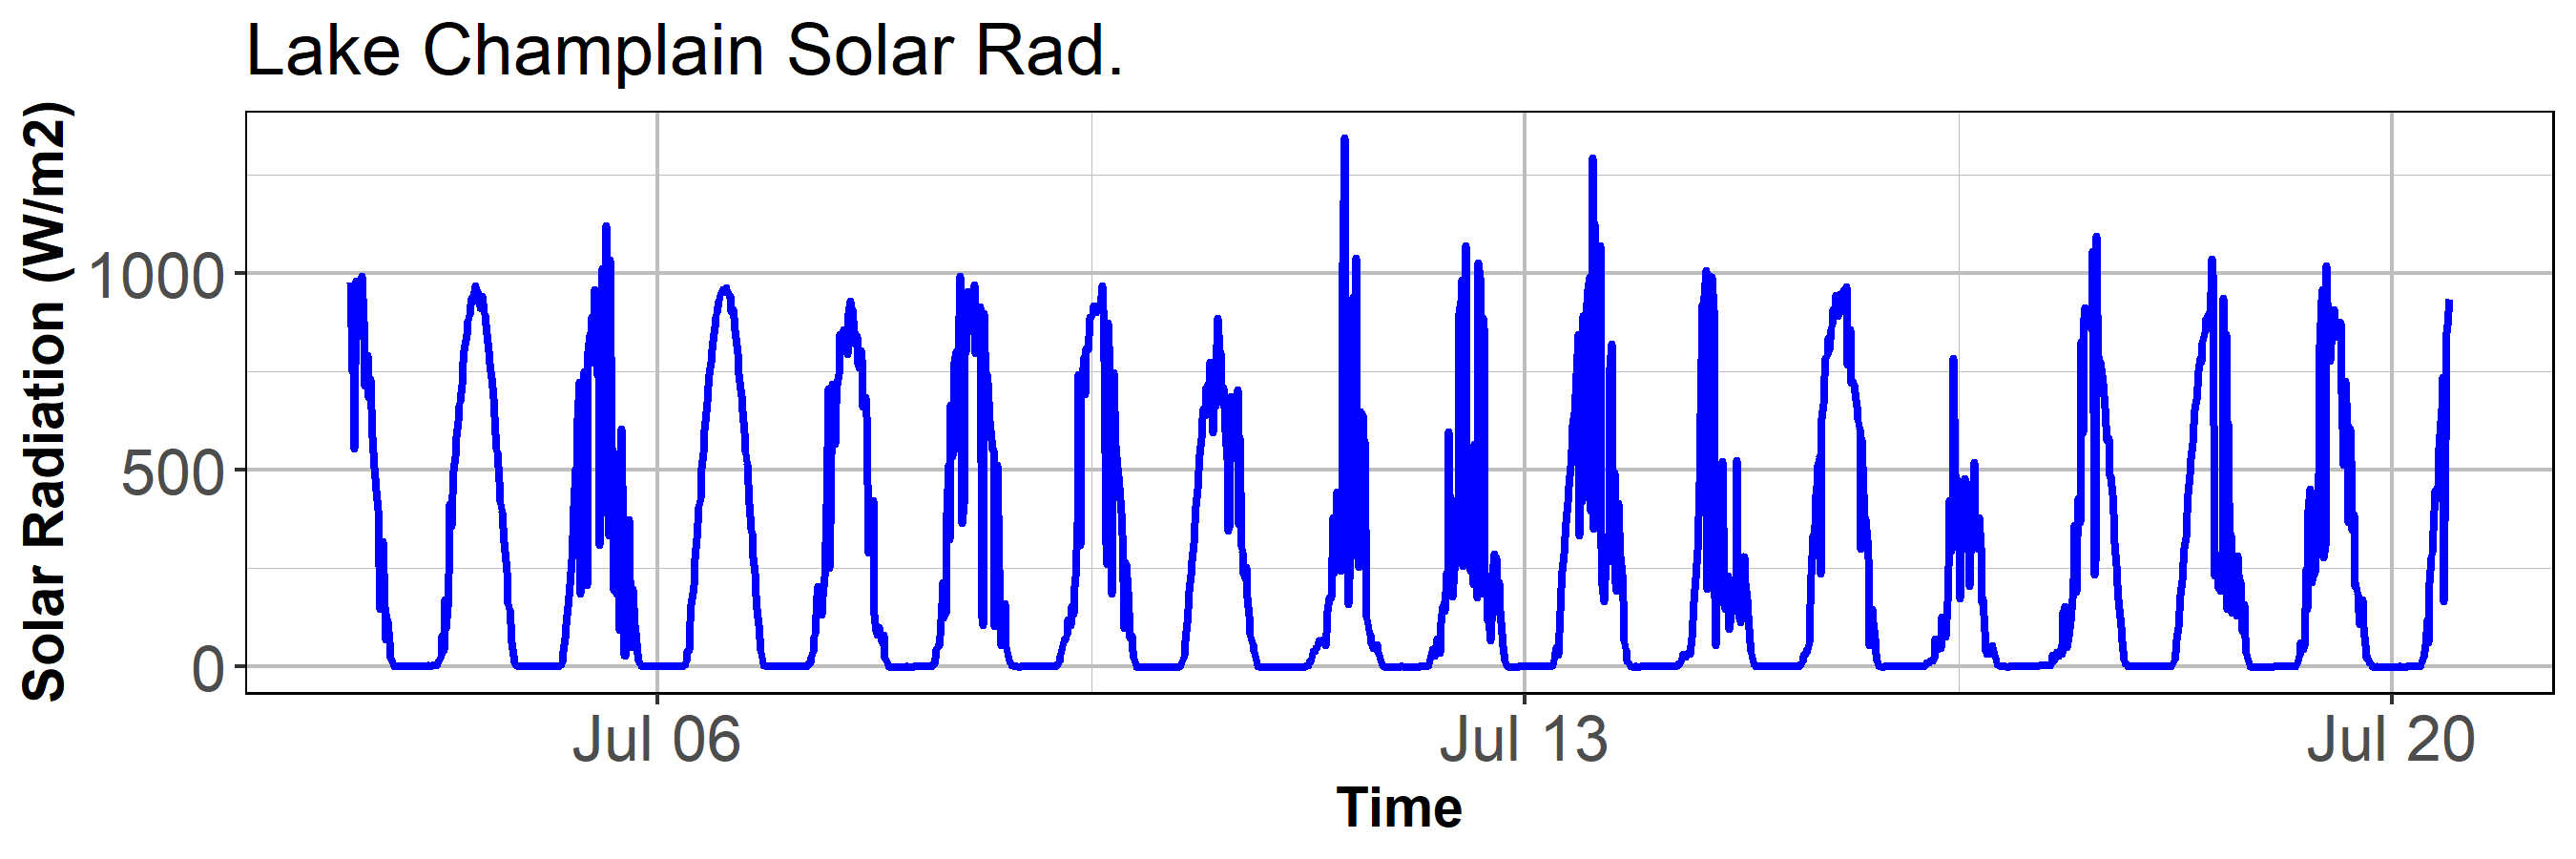 Lake Champlain Solar Rad.
Solar Radiation (W/m2)
1000
500
0
Jul 06
Jul 13
Jul 20
Time